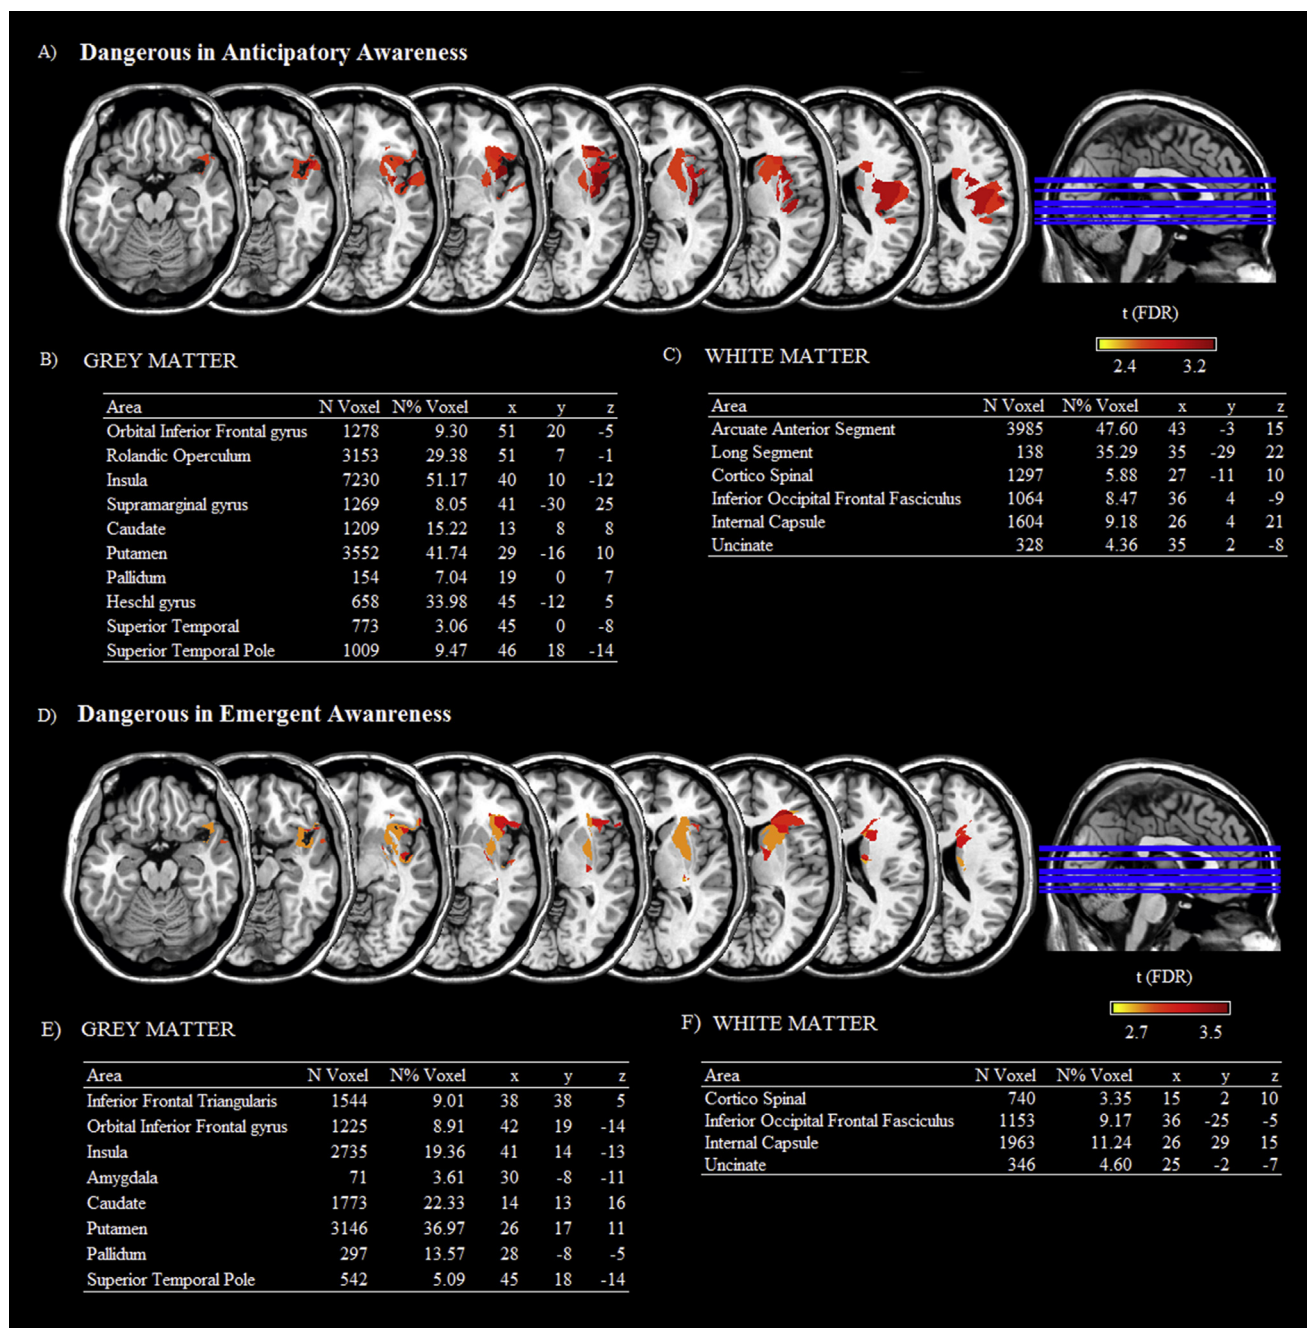 A) Dangerous in Anticipatory Awareness
t (FDR)
2.4 3.2
B) GREY MATTER
Area N Voxel N% Voxel x y z
Orbital Inferior Frontal gyrus 1278 9.30 51 20 -5
Rolandic Operculum 3153 29.38 51 7 -1
Insula 7230 51.17 40 10 -12
Supramarginal gyrus 1269 8.05 41 -30 25
Caudate 1209 15.22 13 8 8
Putamen 3552 41.74 29 -16 10
Pallidum 154 7.04 19 0 7
Heschl gyrus 658 33.98 45 -12 5
Superior Temporal 773 3.06 45 0 -8
Superior Temporal Pole 1009 9.47 46 18 -14
C) WHITE MATTER
Area N Voxel N% Voxel x y z
Arcuate Anterior Segment 3985 47.60 43 -3 15
Long Segment 138 35.29 35 -29 22
Cortico Spinal 1297 5.88 27 -11 10
Inferior Occipital Frontal Fasciculus 1064 8.47 36 4 -9
Internal Capsule 1604 9.18 26 4 21
Uncinate 328 4.36 35 2 -8
D) Dangerous in Emergent Awanreness
t (FDR)
2.7 3.5
E) GREY MATTER
Area N Voxel N% Voxel x y z
Inferior Frontal Triangularis 1544 9.01 38 38 5
Orbital Inferior Frontal gyrus 1225 8.91 42 19 -14
Insula 2735 19.36 41 14 -13
Amygdala 71 3.61 30 -8 -11
Caudate 1773 22.33 14 13 16
Putamen 3146 36.97 26 17 11
Pallidum 297 13.57 28 -8 -5
Superior Temporal Pole 542 5.09 45 18 -14
F) WHITE MATTER
Area N Voxel N% Voxel x y z
Cortico Spinal 740 3.35 15 2 10
Inferior Occipital Frontal Fasciculus 1153 9.17 36 -25 -5
Internal Capsule 1963 11.24 26 29 15
Uncinate 346 4.60 25 -2 -7